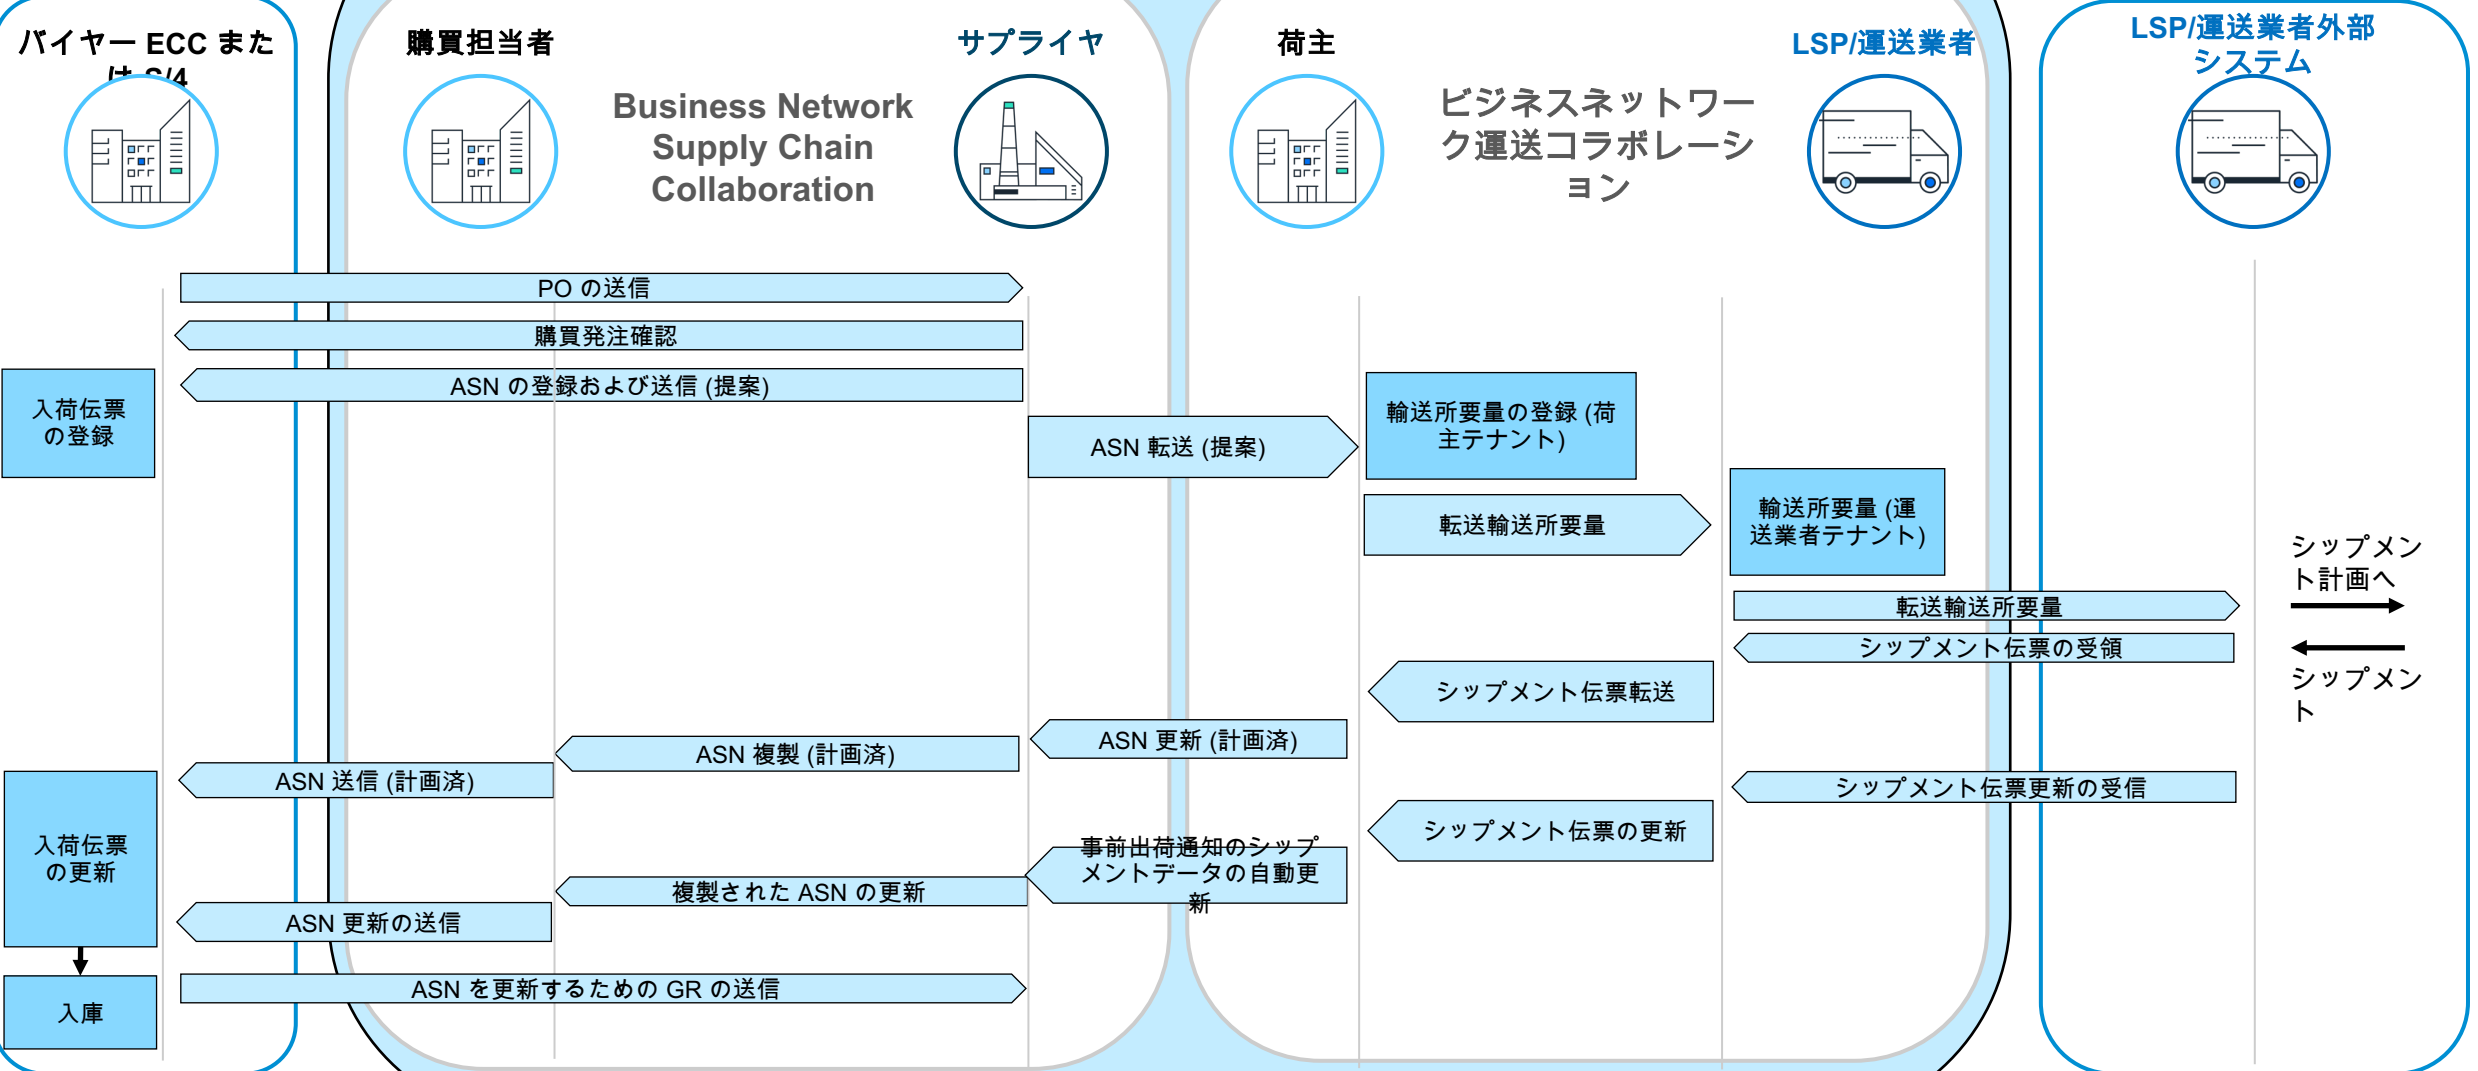 バイヤー ECC また
は S/4
購買担当者
Business Network
Supply Chain
Collaboration
サプライヤ
荷主
ビジネスネットワー
ク運送コラボレーシ
ョン
LSP/運送業者
LSP/運送業者外部
システム
PO の送信
購買発注確認
ASN の登録および送信 (提案)
入荷伝票
の登録
ASN 転送 (提案)
輸送所要量の登録 (荷
主テナント)
転送輸送所要量
輸送所要量 (運
送業者テナント)
シップメン
ト計画へ
転送輸送所要量
シップメント伝票の受領
シップメン
ト
シップメント伝票転送
ASN 更新 (計画済)
ASN 複製 (計画済)
ASN 送信 (計画済)
シップメント伝票更新の受信
入荷伝票
の更新
シップメント伝票の更新
事前出荷通知のシップ
メントデータの自動更
新
複製された ASN の更新
ASN 更新の送信
ASN を更新するための GR の送信
入庫